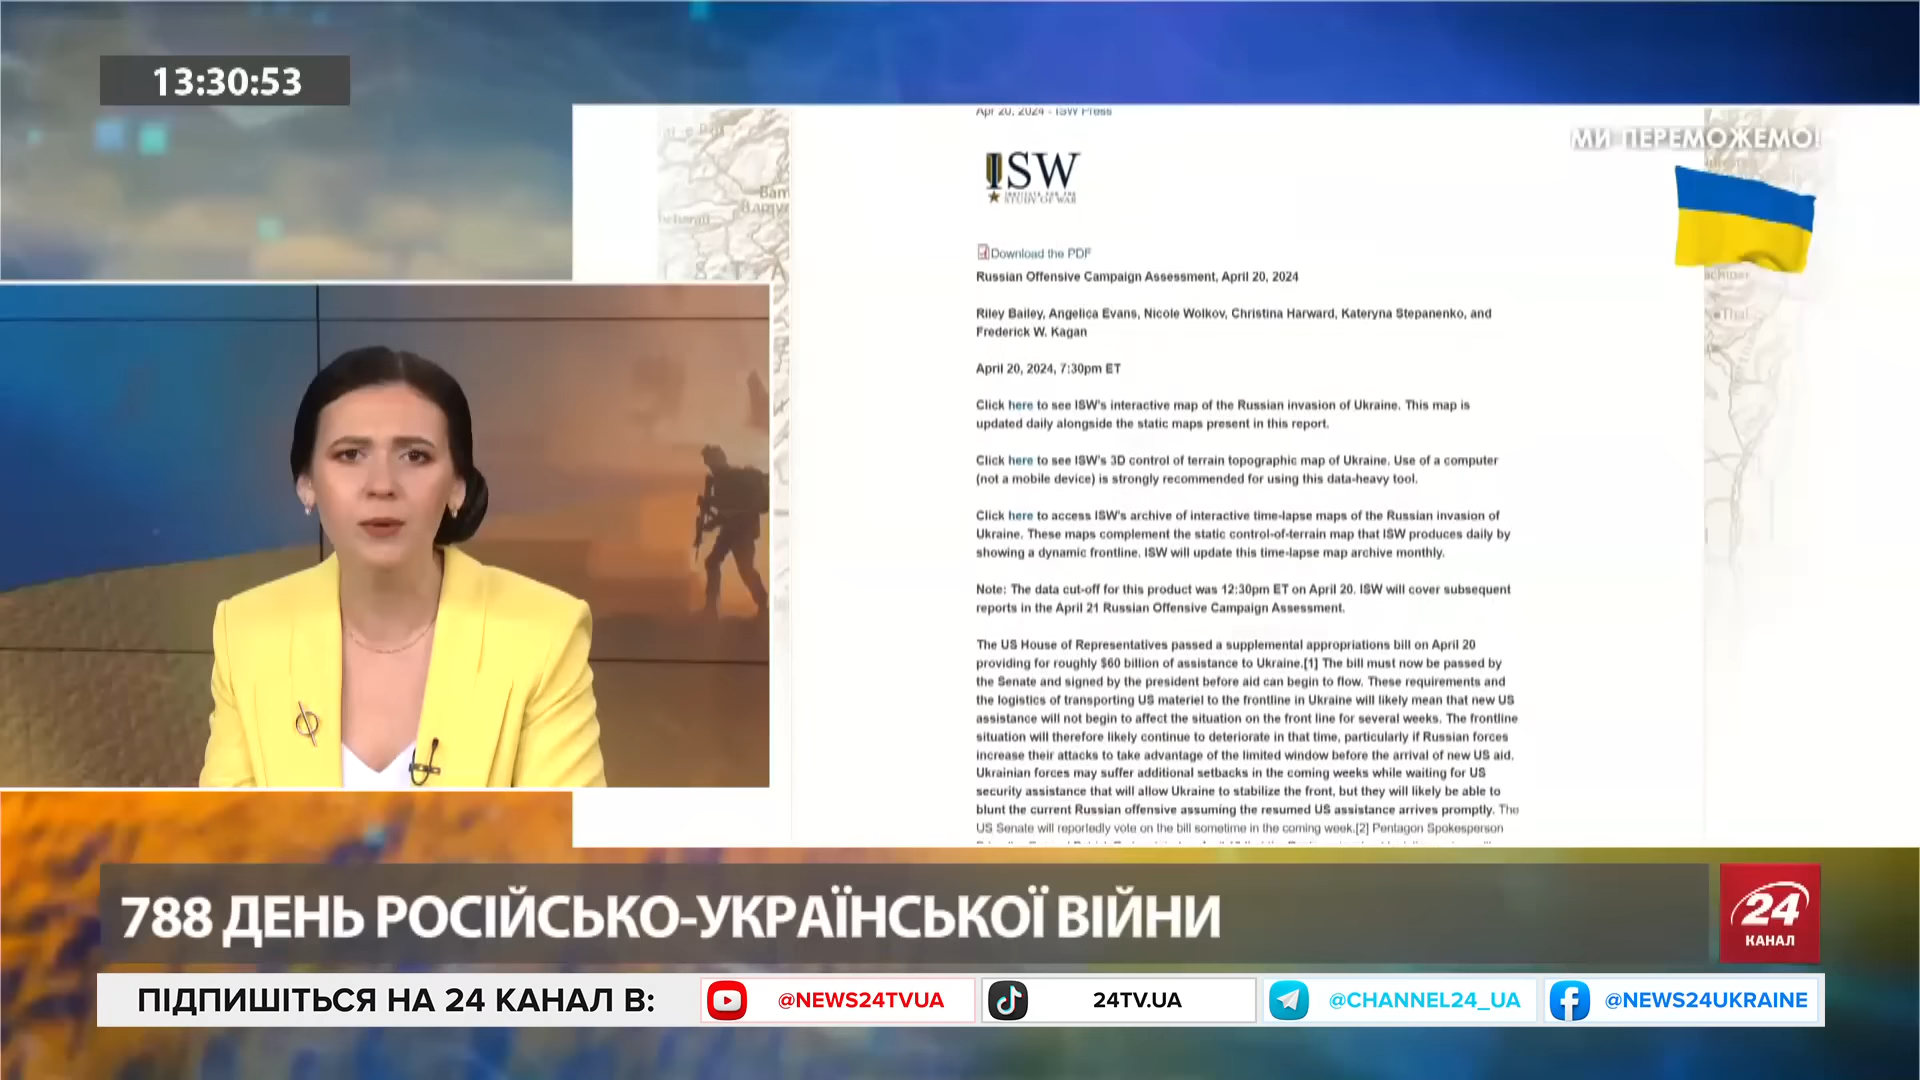 13:30:53
Apr 20, 2024 - ISW Press
МИ ПЕРЕМОЖЕМО!
ISW
INSTITUTE FOR THE
STUDY OF WAR
Download the PDF
Russian Offensive Campaign Assessment, April 20, 2024
Riley Bailey, Angelica Evans, Nicole Wolkov, Christina Harward, Kateryna Stepanenko, and
Frederick W. Kagan
April 20, 2024, 7:30pm ET
Click here to see ISW's interactive map of the Russian invasion of Ukraine. This map is
updated daily alongside the static maps present in this report.
Click here to see ISW's 3D control of terrain topographic map of Ukraine. Use of a computer
(not a mobile device) is strongly recommended for using this data-heavy tool.
Click here to access ISW's archive of interactive time-lapse maps of the Russian invasion of
Ukraine. These maps complement the static control-of-terrain map that ISW produces daily by
showing a dynamic frontline. ISW will update this time-lapse map archive monthly.
Note: The data cut-off for this product was 12:30pm ET on April 20. ISW will cover subsequent
reports in the April 21 Russian Offensive Campaign Assessment.
The US House of Representatives passed a supplemental appropriations bill on April 20
providing for roughly $60 billion of assistance to Ukraine.[1] The bill must now be passed by
the Senate and signed by the president before aid can begin to flow. These requirements and
the logistics of transporting US materiel to the frontline in Ukraine will likely mean that new US
assistance will not begin to affect the situation on the front line for several weeks. The frontline
situation will therefore likely continue to deteriorate in that time, particularly if Russian forces
increase their attacks to take advantage of the limited window before the arrival of new US aid.
Ukrainian forces may suffer additional setbacks in the coming weeks while waiting for US
security assistance that will allow Ukraine to stabilize the front, but they will likely be able to
blunt the current Russian offensive assuming the resumed US assistance arrives promptly. The
US Senate will reportedly vote on the bill sometime in the coming week.[2] Pentagon Spokesperson
788 ДЕНЬ РОСІЙСЬКО-УКРАЇНСЬКОЇ ВІЙНИ
24
КАНАЛ
ПІДПИШІТЬСЯ НА 24 КАНАЛ В:
@NEWS24TVUA
24TV.UA
@CHANNEL24_UA
@NEWS24UKRAINE